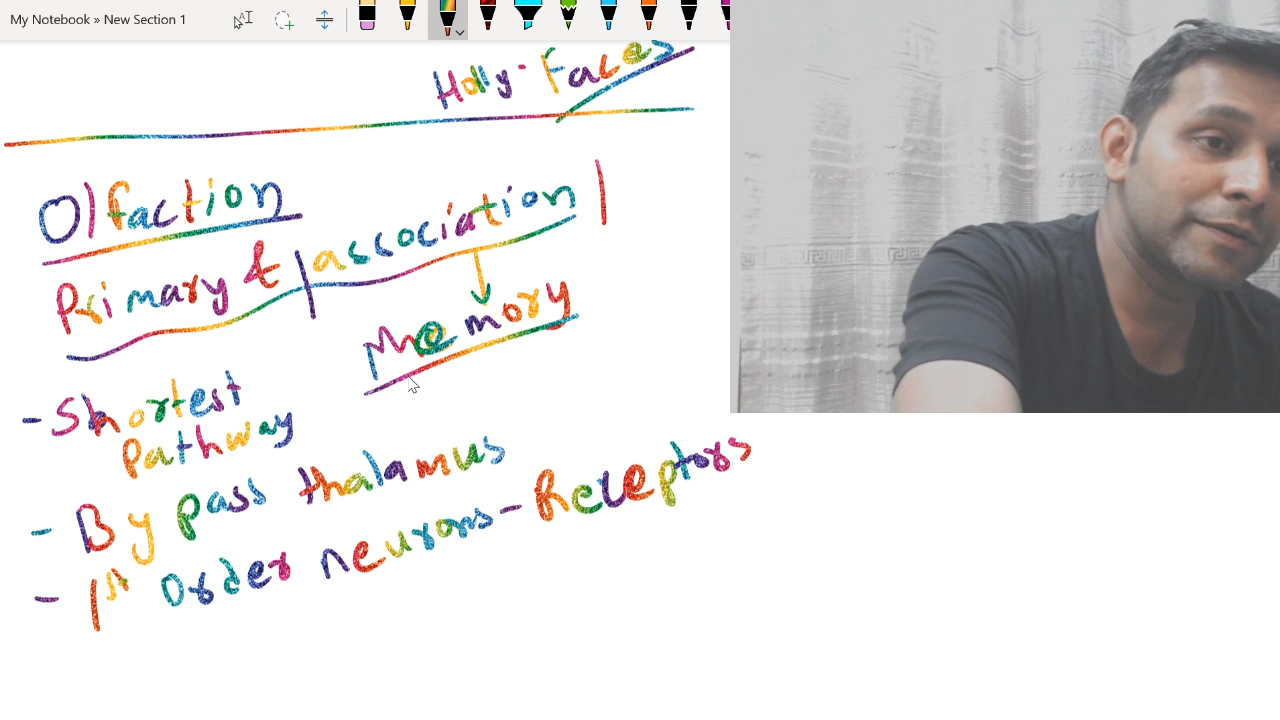 My Notebook » New Section 1
Holly-Faces
Olfaction
Primary & association
Memory
- Shortest
Pathway
- By pass thalamus
- 1st Order neurons - Receptors